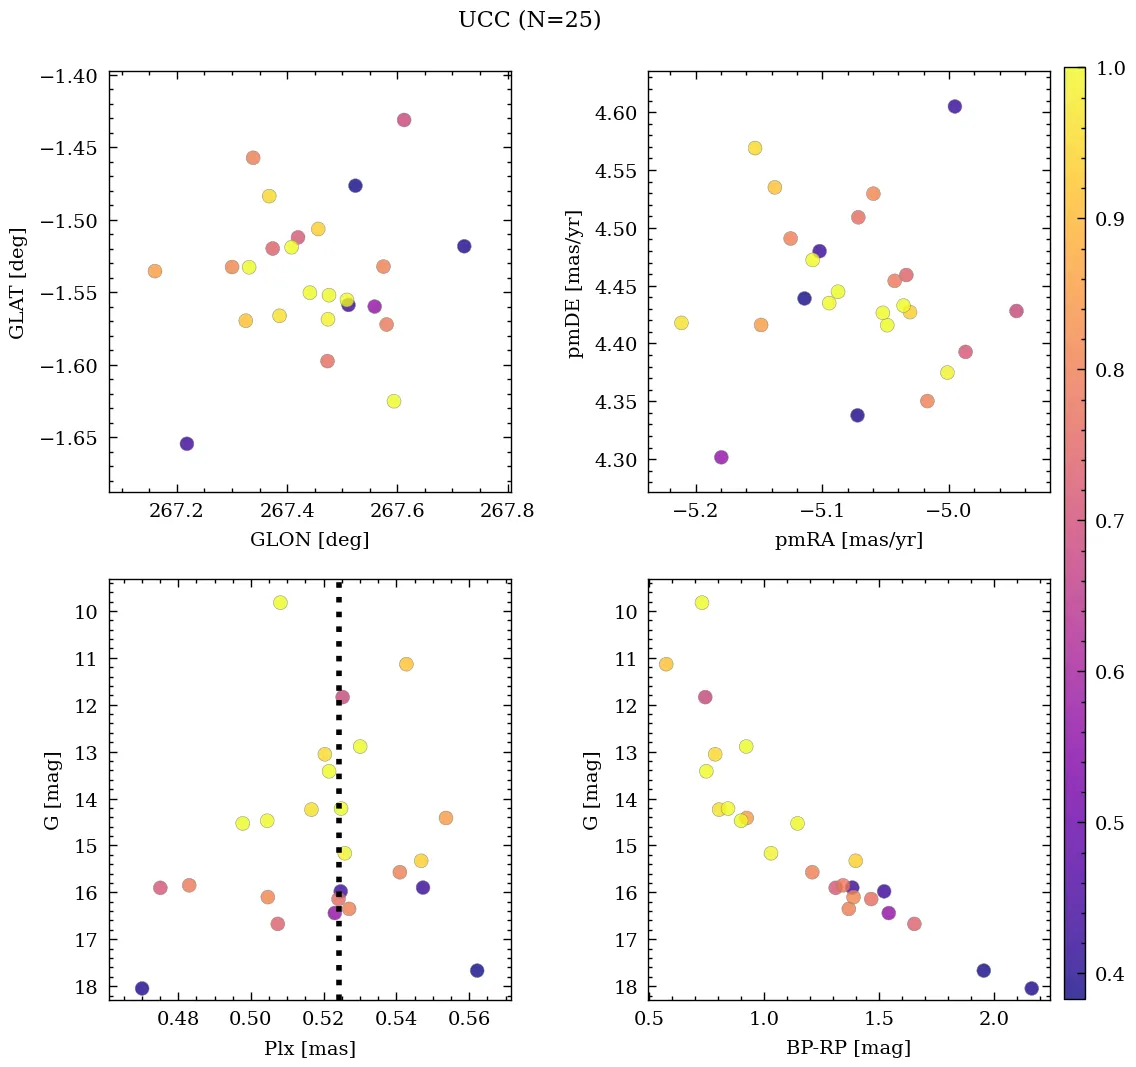 UCC (N=25)
−1.40
−1.45
−1.50
−1.55
−1.60
−1.65
GLAT [deg]
267.2 267.4 267.6 267.8
GLON [deg]
4.60
4.55
4.50
4.45
4.40
4.35
4.30
pmDE [mas/yr]
−5.2 −5.1 −5.0
pmRA [mas/yr]
1.0
0.9
0.8
0.7
0.6
0.5
0.4
10
11
12
13
14
15
16
17
18
G [mag]
0.48 0.50 0.52 0.54 0.56
Plx [mas]
10
11
12
13
14
15
16
17
18
G [mag]
0.5 1.0 1.5 2.0
BP-RP [mag]